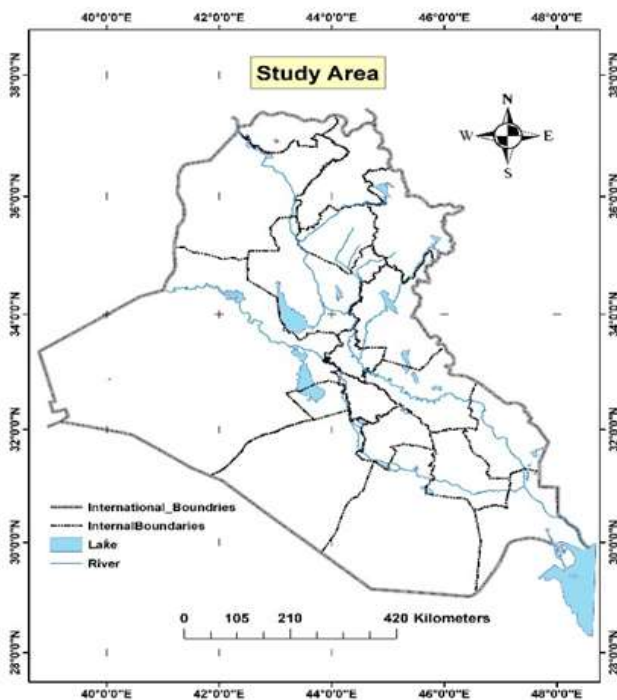 40°0'0"E 42°0'0"E 44°0'0"E 46°0'0"E 48°0'0"E
Study Area
N
W E
S
38°0'0"N 38°0'0"N
36°0'0"N 36°0'0"N
34°0'0"N 34°0'0"N
32°0'0"N 32°0'0"N
30°0'0"N 30°0'0"N
28°0'0"N 28°0'0"N
International_Boundries
InternalBoundaries
Lake
River
0 105 210 420 Kilometers
40°0'0"E 42°0'0"E 44°0'0"E 46°0'0"E 48°0'0"E